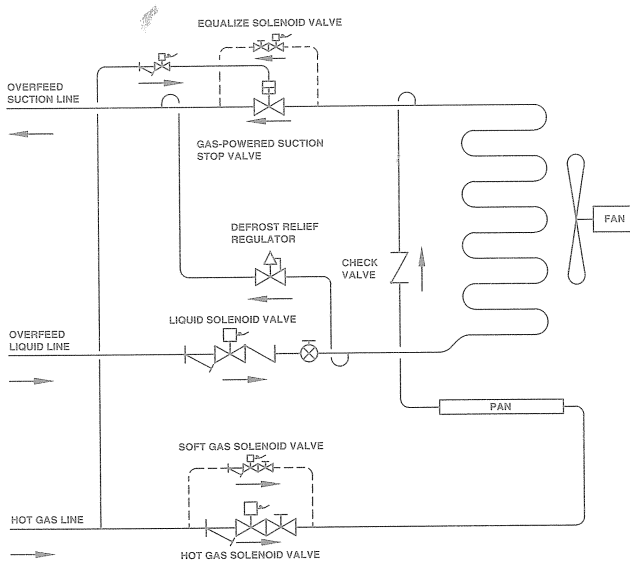 EQUALIZE SOLENOID VALVE
OVERFEED
SUCTION LINE
GAS-POWERED SUCTION
STOP VALVE
FAN
DEFROST RELIEF
REGULATOR
CHECK
VALVE
LIQUID SOLENOID VALVE
OVERFEED
LIQUID LINE
PAN
SOFT GAS SOLENOID VALVE
HOT GAS LINE
HOT GAS SOLENOID VALVE